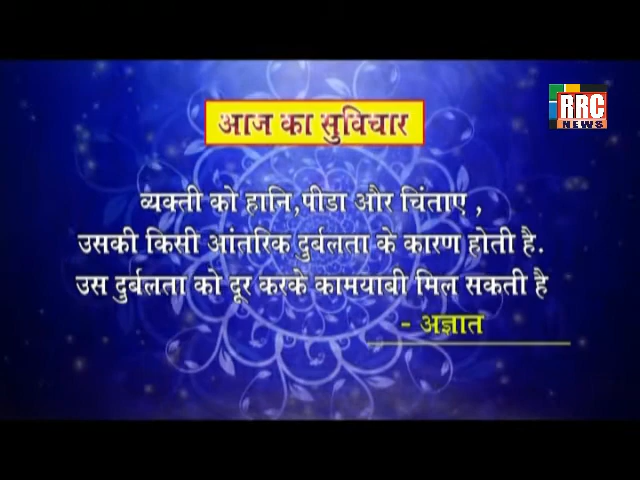 RRC
NEWS
आज का सुविचार
व्यक्ती को हानि,पीडा और चिंताए ,
उसकी किसी आंतरिक दुर्बलता के कारण होती है.
उस दुर्बलता को दूर करके कामयाबी मिल सकती है
- अज्ञात